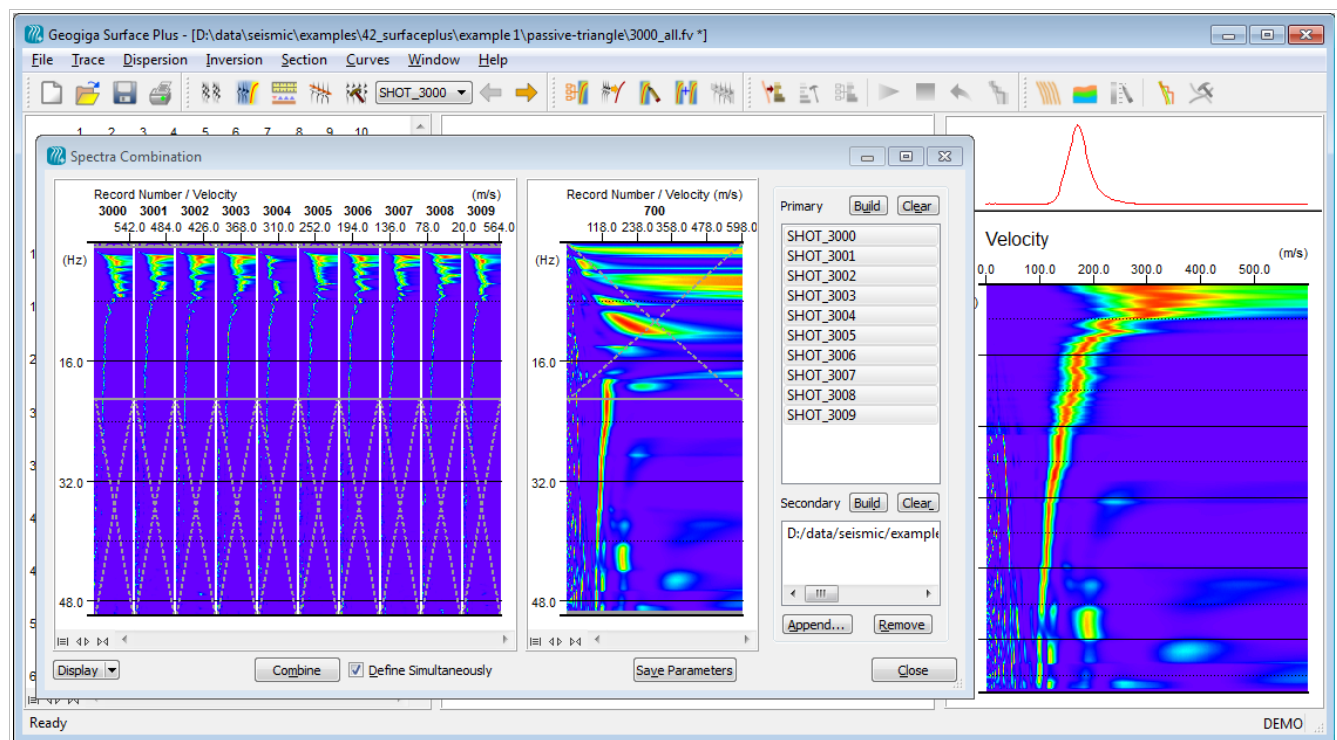 Geogiga Surface Plus - [D:\data\seismic\examples\42_surfaceplus\example 1\passive-triangle\3000_all.fv *]
File Trace Dispersion Inversion Section Curves Window Help
SHOT_3000
1 2 3 4 5 6 7 8 9 10
Spectra Combination
Record Number / Velocity (m/s)
3000 3001 3002 3003 3004 3005 3006 3007 3008 3009
542.0 484.0 426.0 368.0 310.0 252.0 194.0 136.0 78.0 20.0 564.0
(Hz)
16.0
32.0
48.0
Record Number / Velocity (m/s)
700
118.0 238.0 358.0 478.0 598.0
(Hz)
16.0
32.0
48.0
Primary Build Clear
SHOT_3000
SHOT_3001
SHOT_3002
SHOT_3003
SHOT_3004
SHOT_3005
SHOT_3006
SHOT_3007
SHOT_3008
SHOT_3009
Secondary Build Clear
D:/data/seismic/example
Append... Remove
Display Combine Define Simultaneously Save Parameters Close
Velocity
(m/s)
0.0 100.0 200.0 300.0 400.0 500.0
Ready DEMO